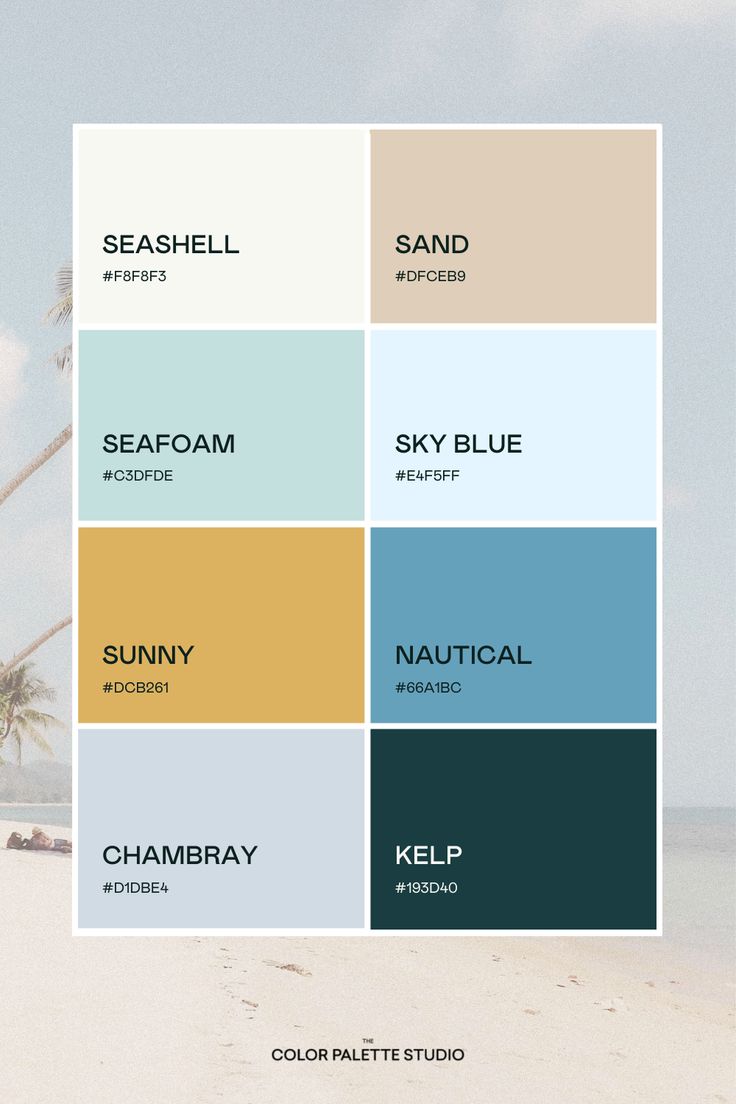 SEASHELL
#F8F8F3
SAND
#DFCEB9
SEAFOAM
#C3DFDE
SKY BLUE
#E4F5FF
SUNNY
#DCB261
NAUTICAL
#66A1BC
CHAMBRAY
#D1DBE4
KELP
#193D40
THE
COLOR PALETTE STUDIO